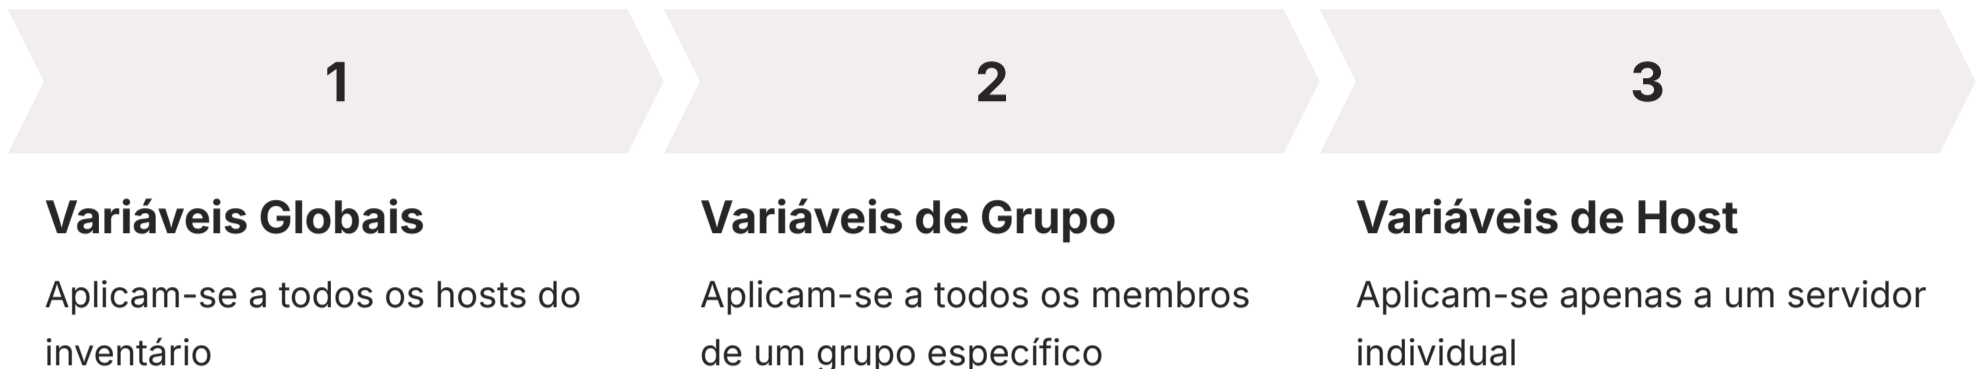 1
2
3
Variáveis Globais
Aplicam-se a todos os hosts do
inventário
Variáveis de Grupo
Aplicam-se a todos os membros
de um grupo específico
Variáveis de Host
Aplicam-se apenas a um servidor
individual